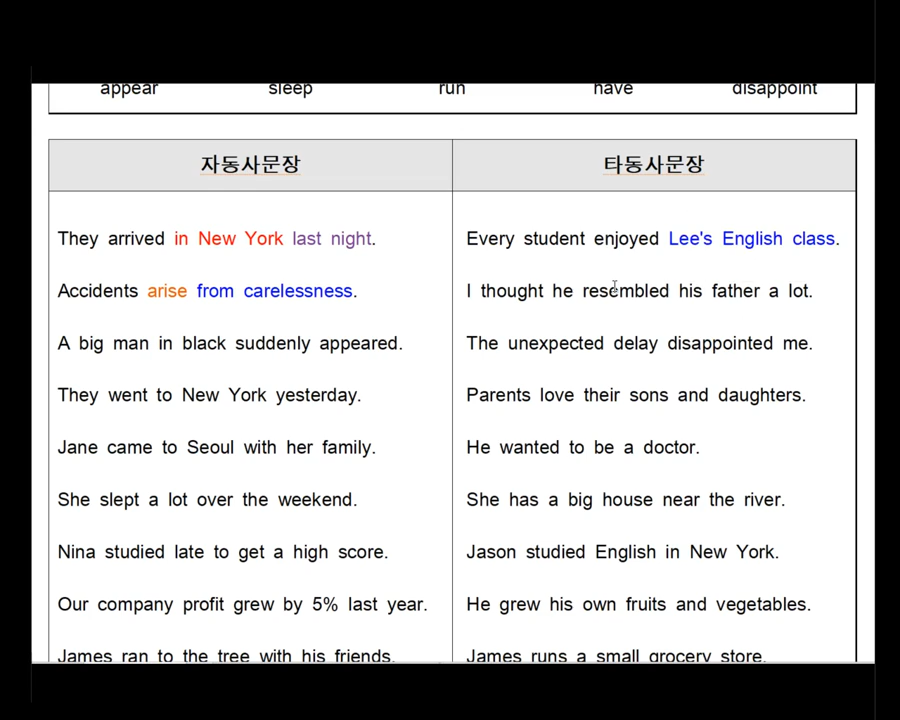 appear sleep run have disappoint
자동사문장 타동사문장
They arrived in New York last night. Every student enjoyed Lee's English class.
Accidents arise from carelessness. I thought he resembled his father a lot.
A big man in black suddenly appeared. The unexpected delay disappointed me.
They went to New York yesterday. Parents love their sons and daughters.
Jane came to Seoul with her family. He wanted to be a doctor.
She slept a lot over the weekend. She has a big house near the river.
Nina studied late to get a high score. Jason studied English in New York.
Our company profit grew by 5% last year. He grew his own fruits and vegetables.
James ran to the tree with his friends. James runs a small grocery store.